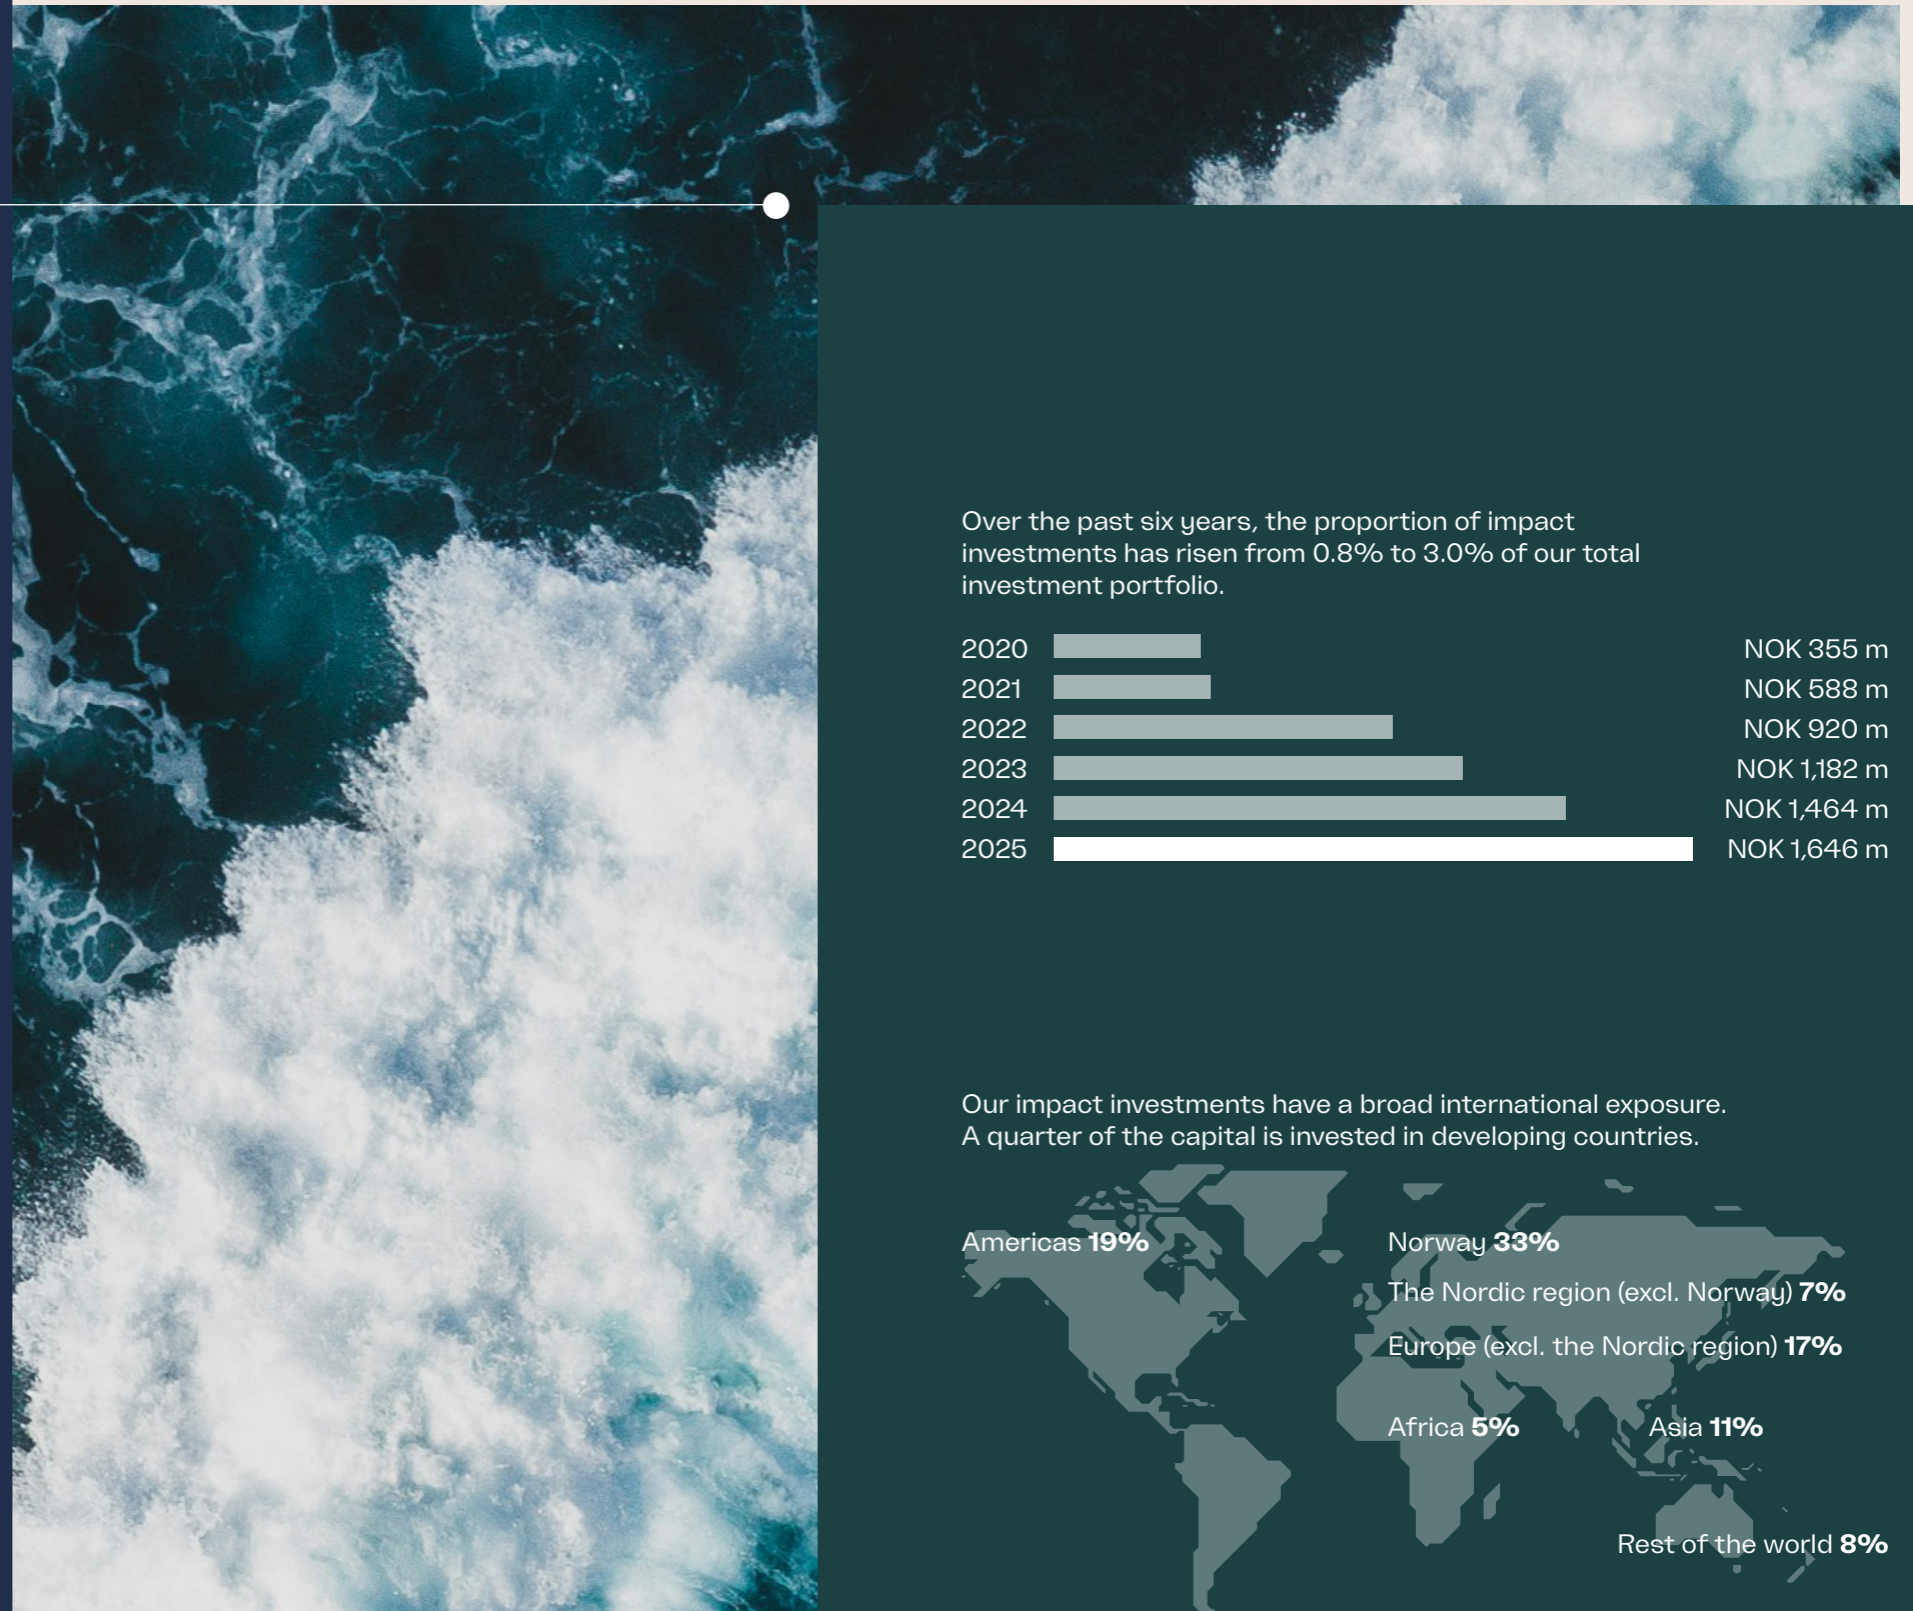 Over the past six years, the proportion of impact
investments has risen from 0.8% to 3.0% of our total
investment portfolio.
2020 NOK 355 m
2021 NOK 588 m
2022 NOK 920 m
2023 NOK 1,182 m
2024 NOK 1,464 m
2025 NOK 1,646 m
Our impact investments have a broad international exposure.
A quarter of the capital is invested in developing countries.
Americas 19%
Norway 33%
The Nordic region (excl. Norway) 7%
Europe (excl. the Nordic region) 17%
Africa 5%
Asia 11%
Rest of the world 8%